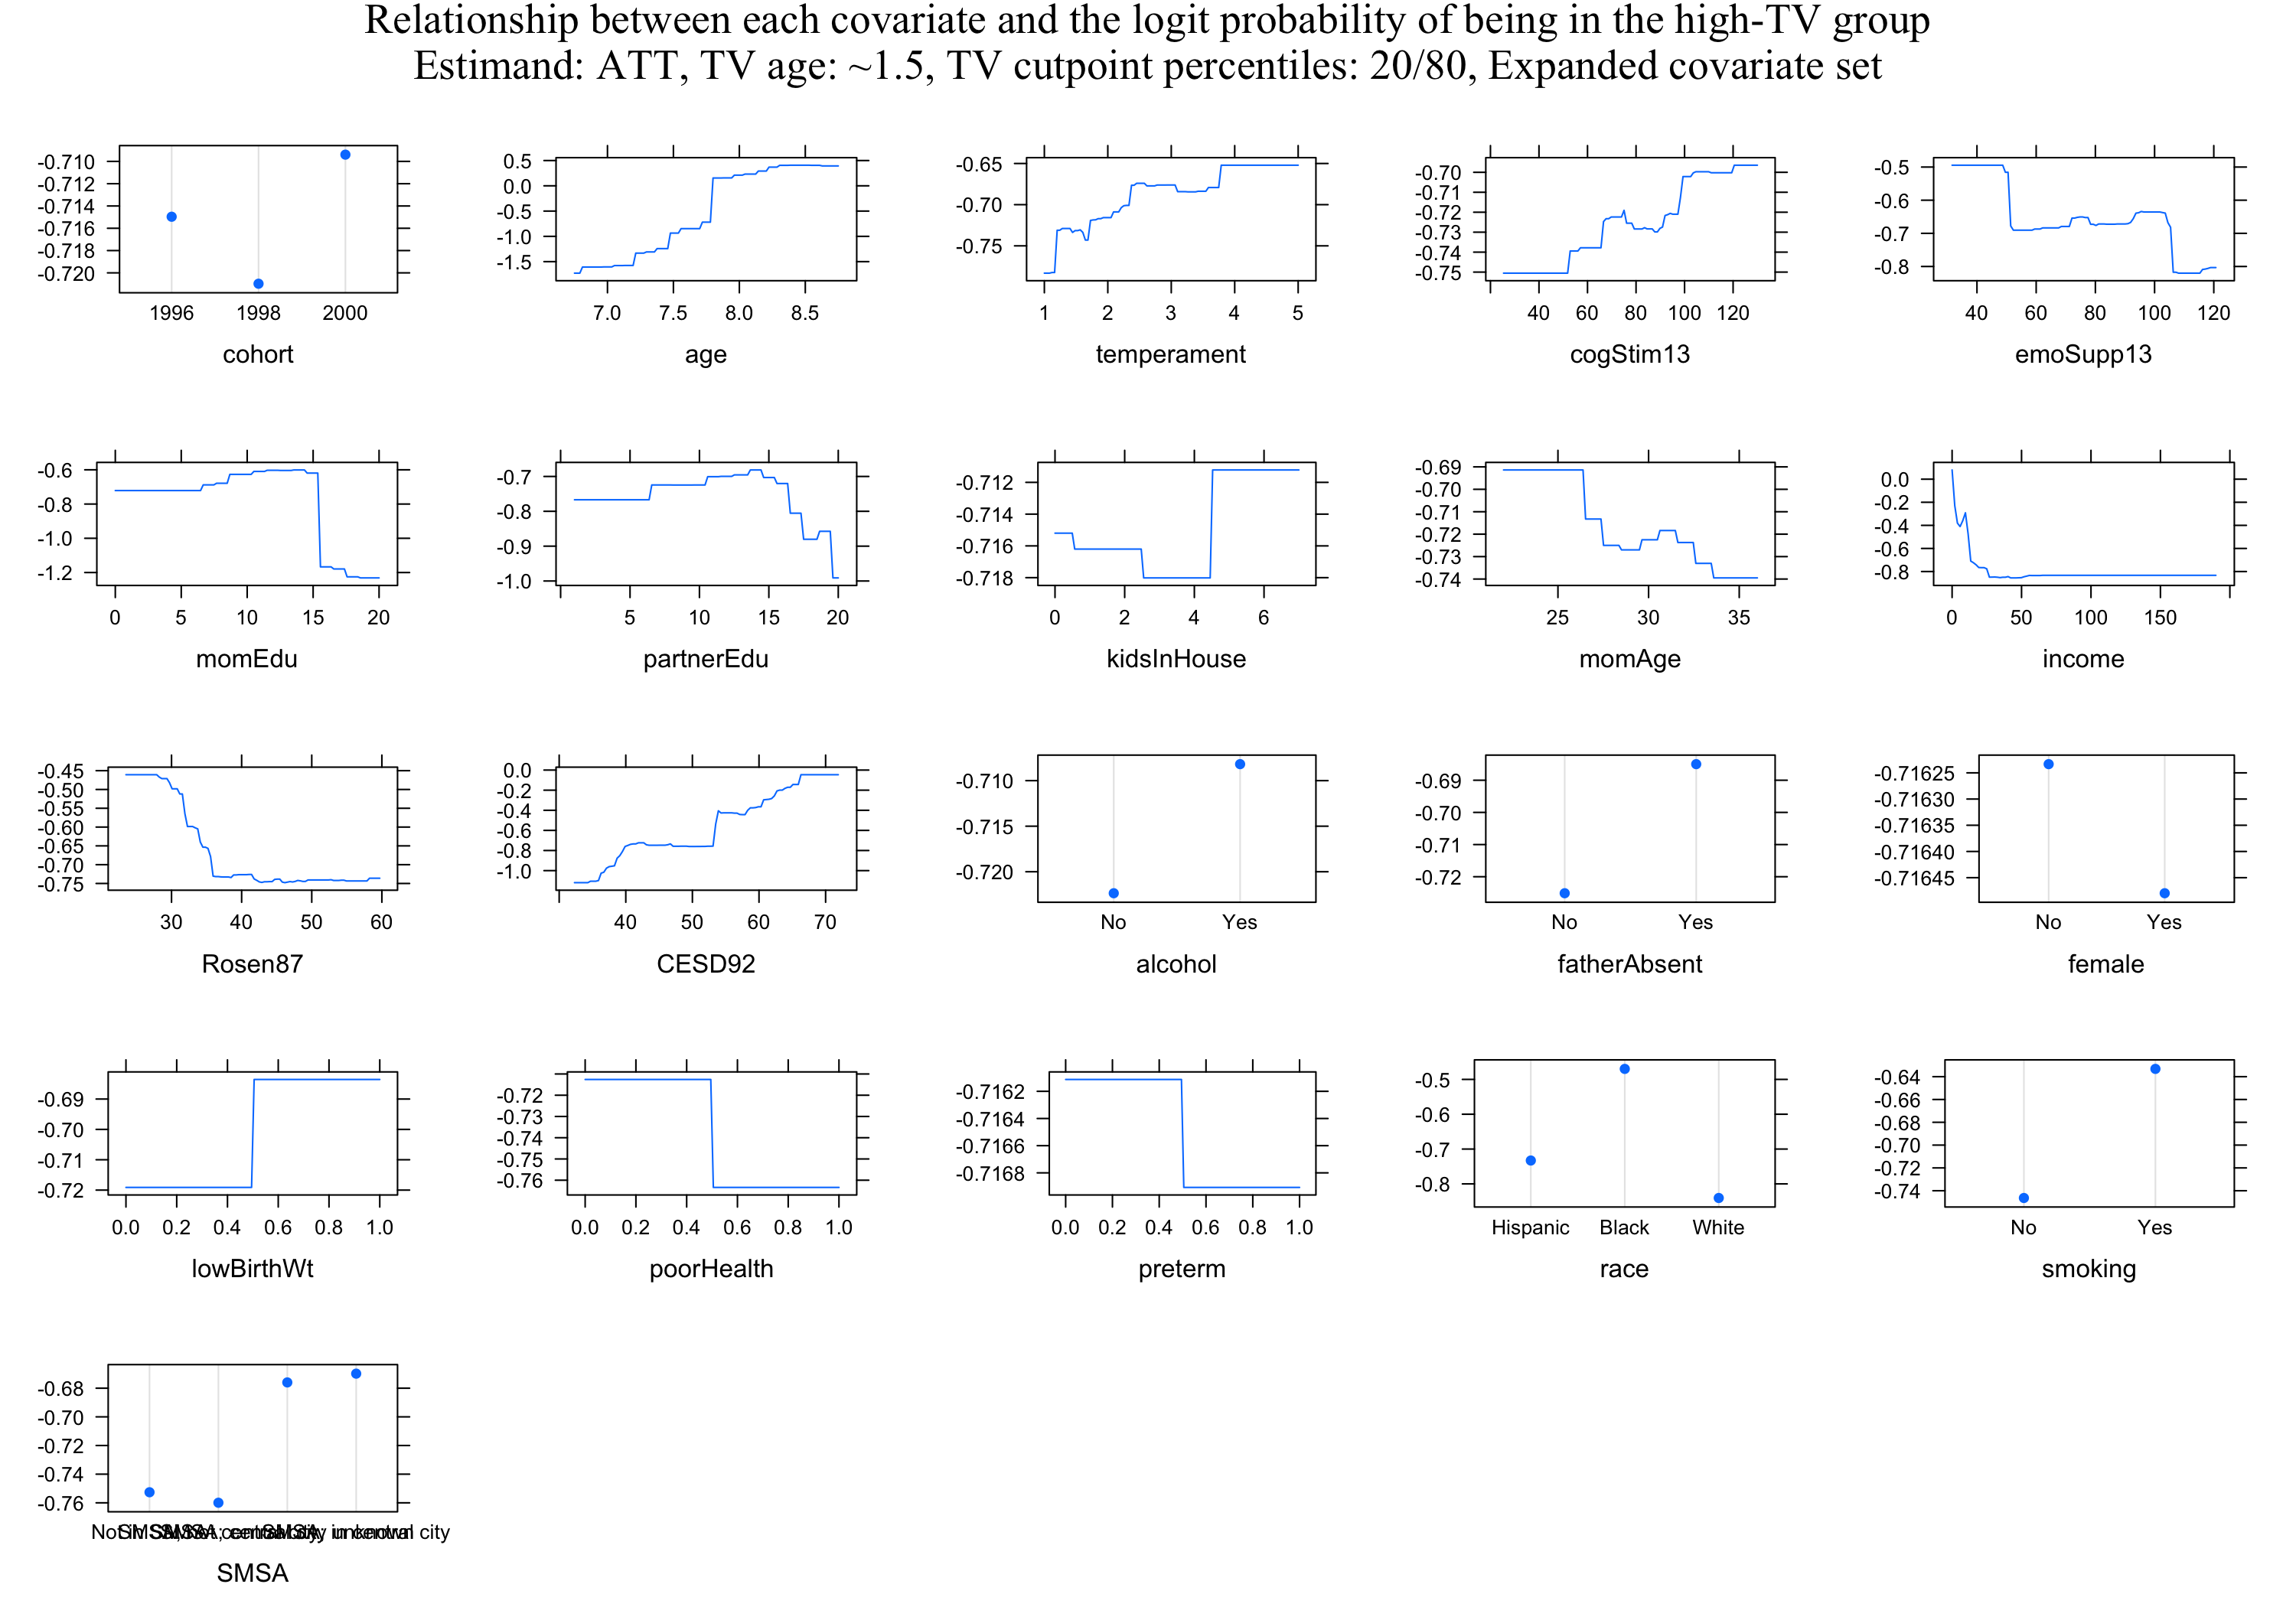 Relationship between each covariate and the logit probability of being in the high-TV group
Estimand: ATT, TV age: ~1.5, TV cutpoint percentiles: 20/80, Expanded covariate set
-0.710
-0.712
-0.714
-0.716
-0.718
-0.720
1996 1998 2000
cohort
0.5
0.0
-0.5
-1.0
-1.5
7.0 7.5 8.0 8.5
age
-0.65
-0.70
-0.75
1 2 3 4 5
temperament
-0.70
-0.71
-0.72
-0.73
-0.74
-0.75
40 60 80 100 120
cogStim13
-0.5
-0.6
-0.7
-0.8
40 60 80 100 120
emoSupp13
-0.6
-0.8
-1.0
-1.2
0 5 10 15 20
momEdu
-0.7
-0.8
-0.9
-1.0
5 10 15 20
partnerEdu
-0.712
-0.714
-0.716
-0.718
0 2 4 6
kidsInHouse
-0.69
-0.70
-0.71
-0.72
-0.73
-0.74
25 30 35
momAge
0.0
-0.2
-0.4
-0.6
-0.8
0 50 100 150
income
-0.45
-0.50
-0.55
-0.60
-0.65
-0.70
-0.75
30 40 50 60
Rosen87
0.0
-0.2
-0.4
-0.6
-0.8
-1.0
40 50 60 70
CESD92
-0.710
-0.715
-0.720
No Yes
alcohol
-0.69
-0.70
-0.71
-0.72
No Yes
fatherAbsent
-0.71625
-0.71630
-0.71635
-0.71640
-0.71645
No Yes
female
-0.69
-0.70
-0.71
-0.72
0.0 0.2 0.4 0.6 0.8 1.0
lowBirthWt
-0.72
-0.73
-0.74
-0.75
-0.76
0.0 0.2 0.4 0.6 0.8 1.0
poorHealth
-0.7162
-0.7164
-0.7166
-0.7168
0.0 0.2 0.4 0.6 0.8 1.0
preterm
-0.5
-0.6
-0.7
-0.8
Hispanic Black White
race
-0.64
-0.66
-0.68
-0.70
-0.72
-0.74
No Yes
smoking
-0.68
-0.70
-0.72
-0.74
-0.76
city
SMSA